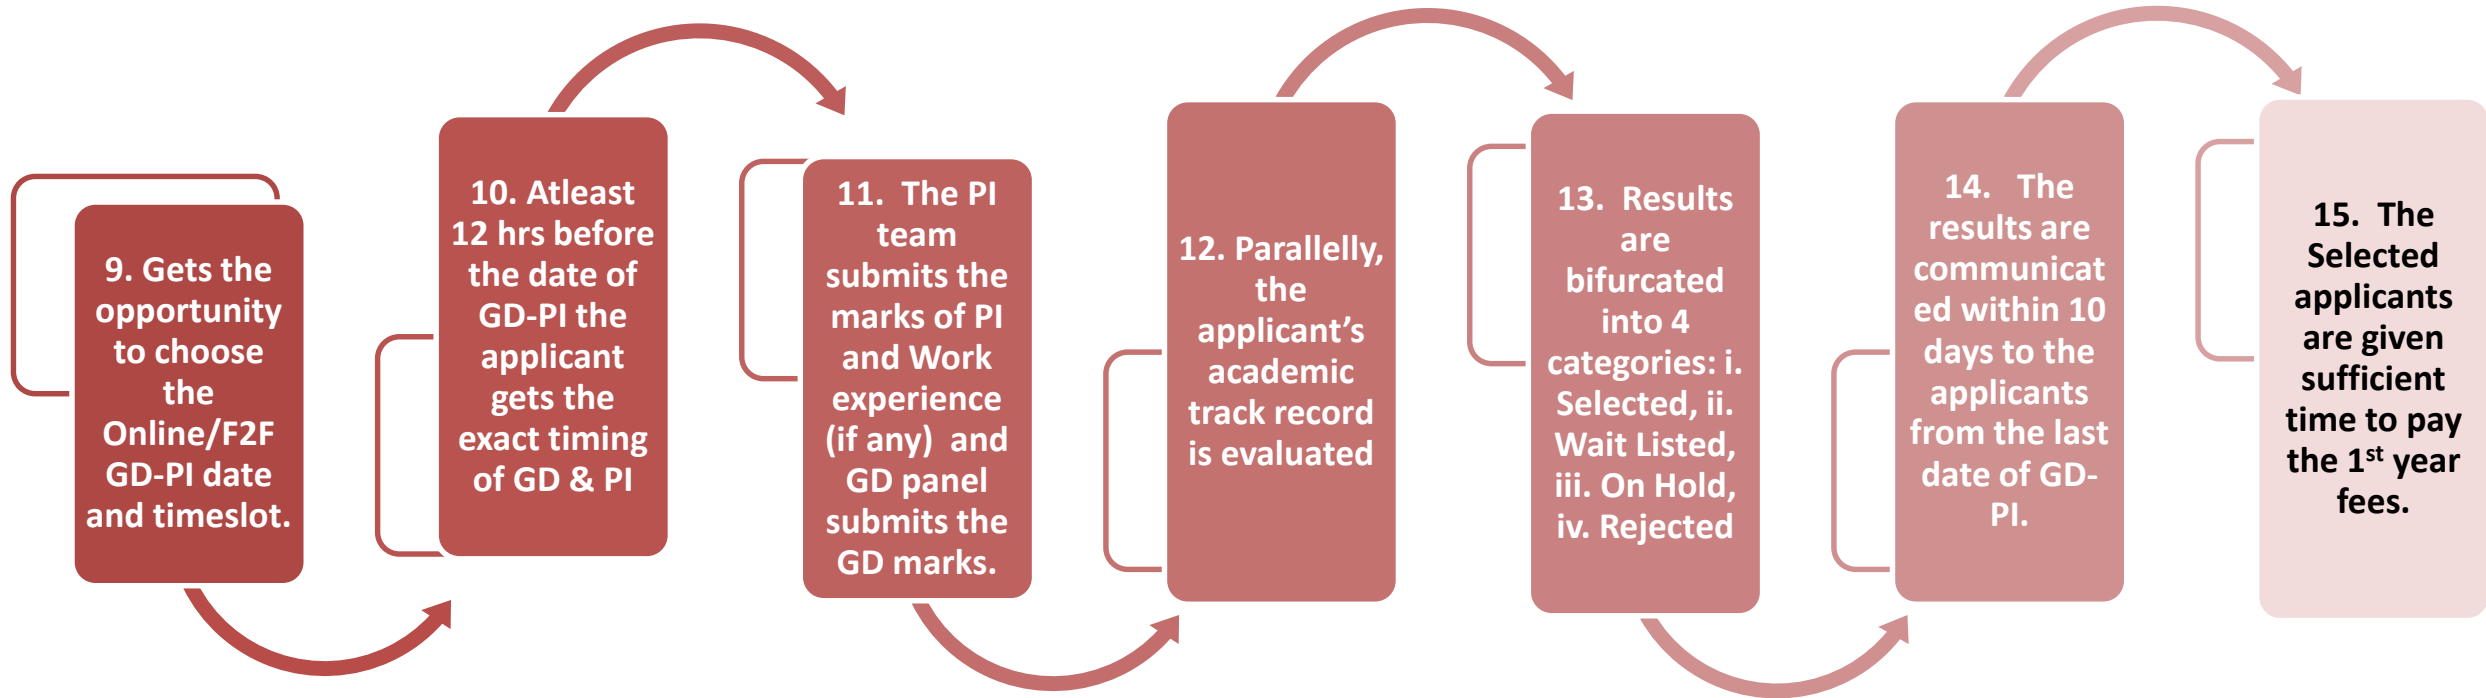 9. Gets the
opportunity
to choose
the
Online/F2F
GD-PI date
and timeslot.
10. Atleast
12 hrs before
the date of
GD-PI the
applicant
gets the
exact timing
of GD & PI
11. The PI
team
submits the
marks of PI
and Work
experience
(if any) and
GD panel
submits the
GD marks.
12. Parallelly,
the
applicant’s
academic
track record
is evaluated
13. Results
are
bifurcated
into 4
categories: i.
Selected, ii.
Wait Listed,
iii. On Hold,
iv. Rejected
14. The
results are
communicat
ed within 10
days to the
applicants
from the last
date of GD-
PI.
15. The
Selected
applicants
are given
sufficient
time to pay
the 1st year
fees.